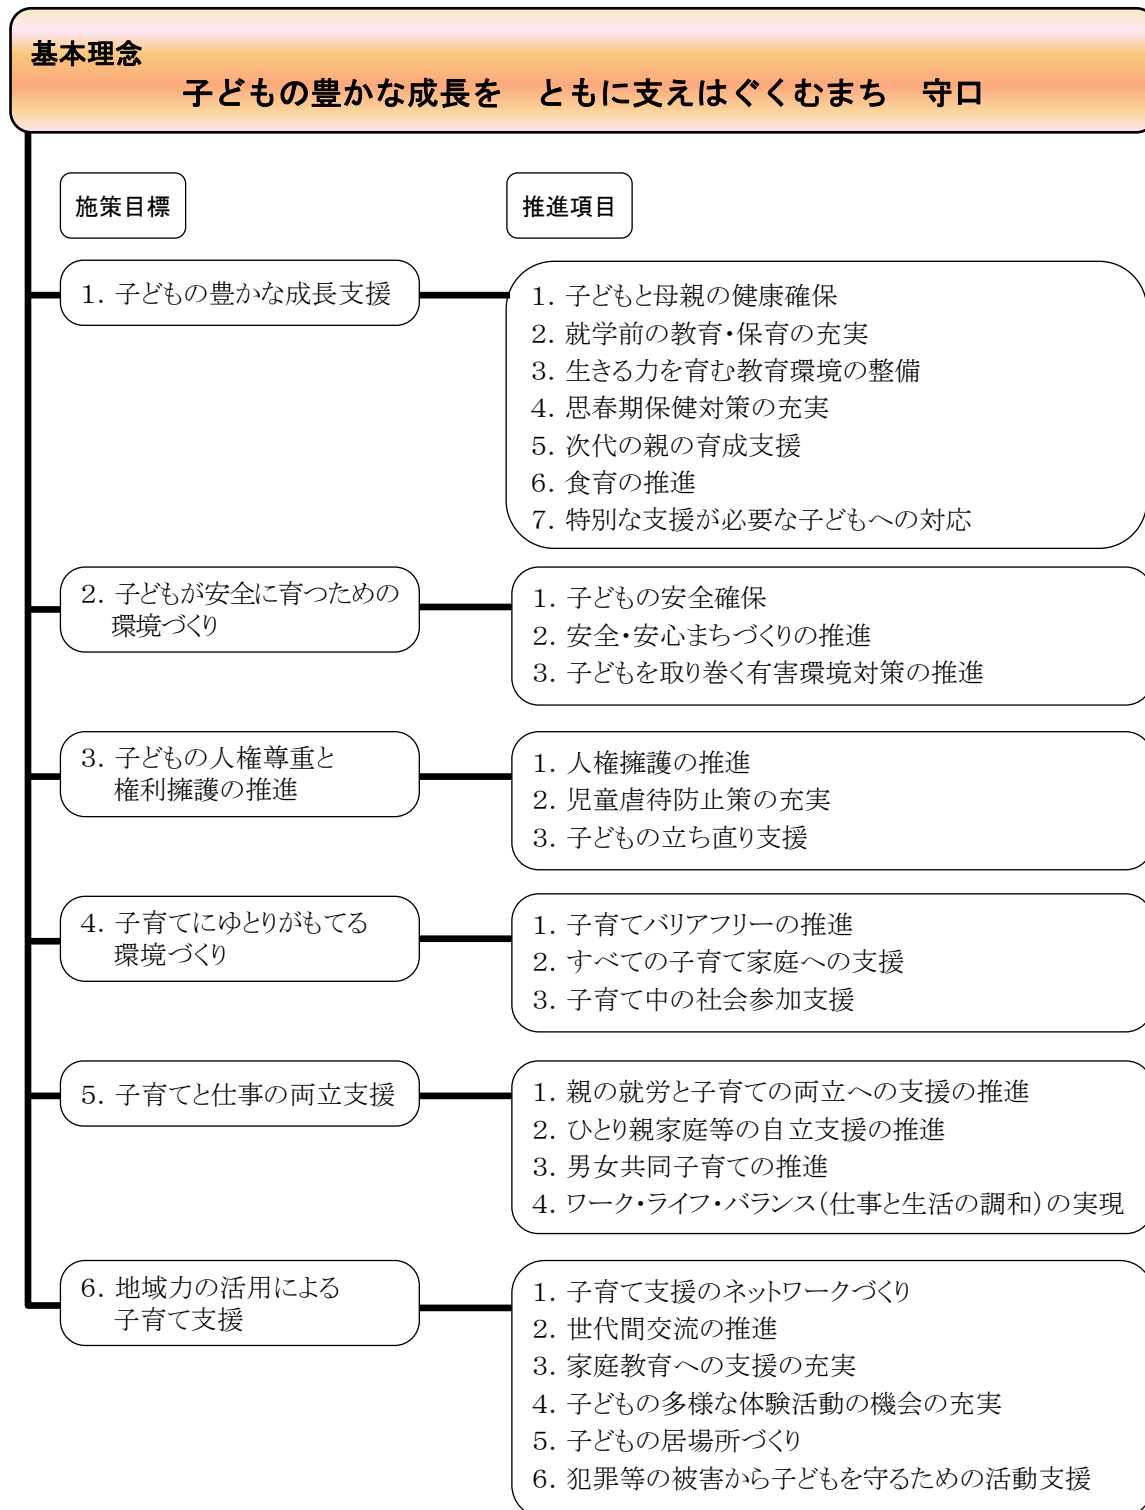 基本理念
子どもの豊かな成長を　ともに支えはぐくむまち　守口
施策目標
推進項目
1．子どもの豊かな成長支援
1．子どもと母親の健康確保
2．就学前の教育・保育の充実
3．生きる力を育む教育環境の整備
4．思春期保健対策の充実
5．次代の親の育成支援
6．食育の推進
7．特別な支援が必要な子どもへの対応
2．子どもが安全に育つための
環境づくり
1．子どもの安全確保
2．安全・安心まちづくりの推進
3．子どもを取り巻く有害環境対策の推進
3．子どもの人権尊重と
権利擁護の推進
1．人権擁護の推進
2．児童虐待防止策の充実
3．子どもの立ち直り支援
4．子育てにゆとりがもてる
環境づくり
1．子育てバリアフリーの推進
2．すべての子育て家庭への支援
3．子育て中の社会参加支援
5．子育てと仕事の両立支援
1．親の就労と子育ての両立への支援の推進
2．ひとり親家庭等の自立支援の推進
3．男女共同子育ての推進
4．ワーク・ライフ・バランス（仕事と生活の調和）の実現
6．地域力の活用による
子育て支援
1．子育て支援のネットワークづくり
2．世代間交流の推進
3．家庭教育への支援の充実
4．子どもの多様な体験活動の機会の充実
5．子どもの居場所づくり
6．犯罪等の被害から子どもを守るための活動支援